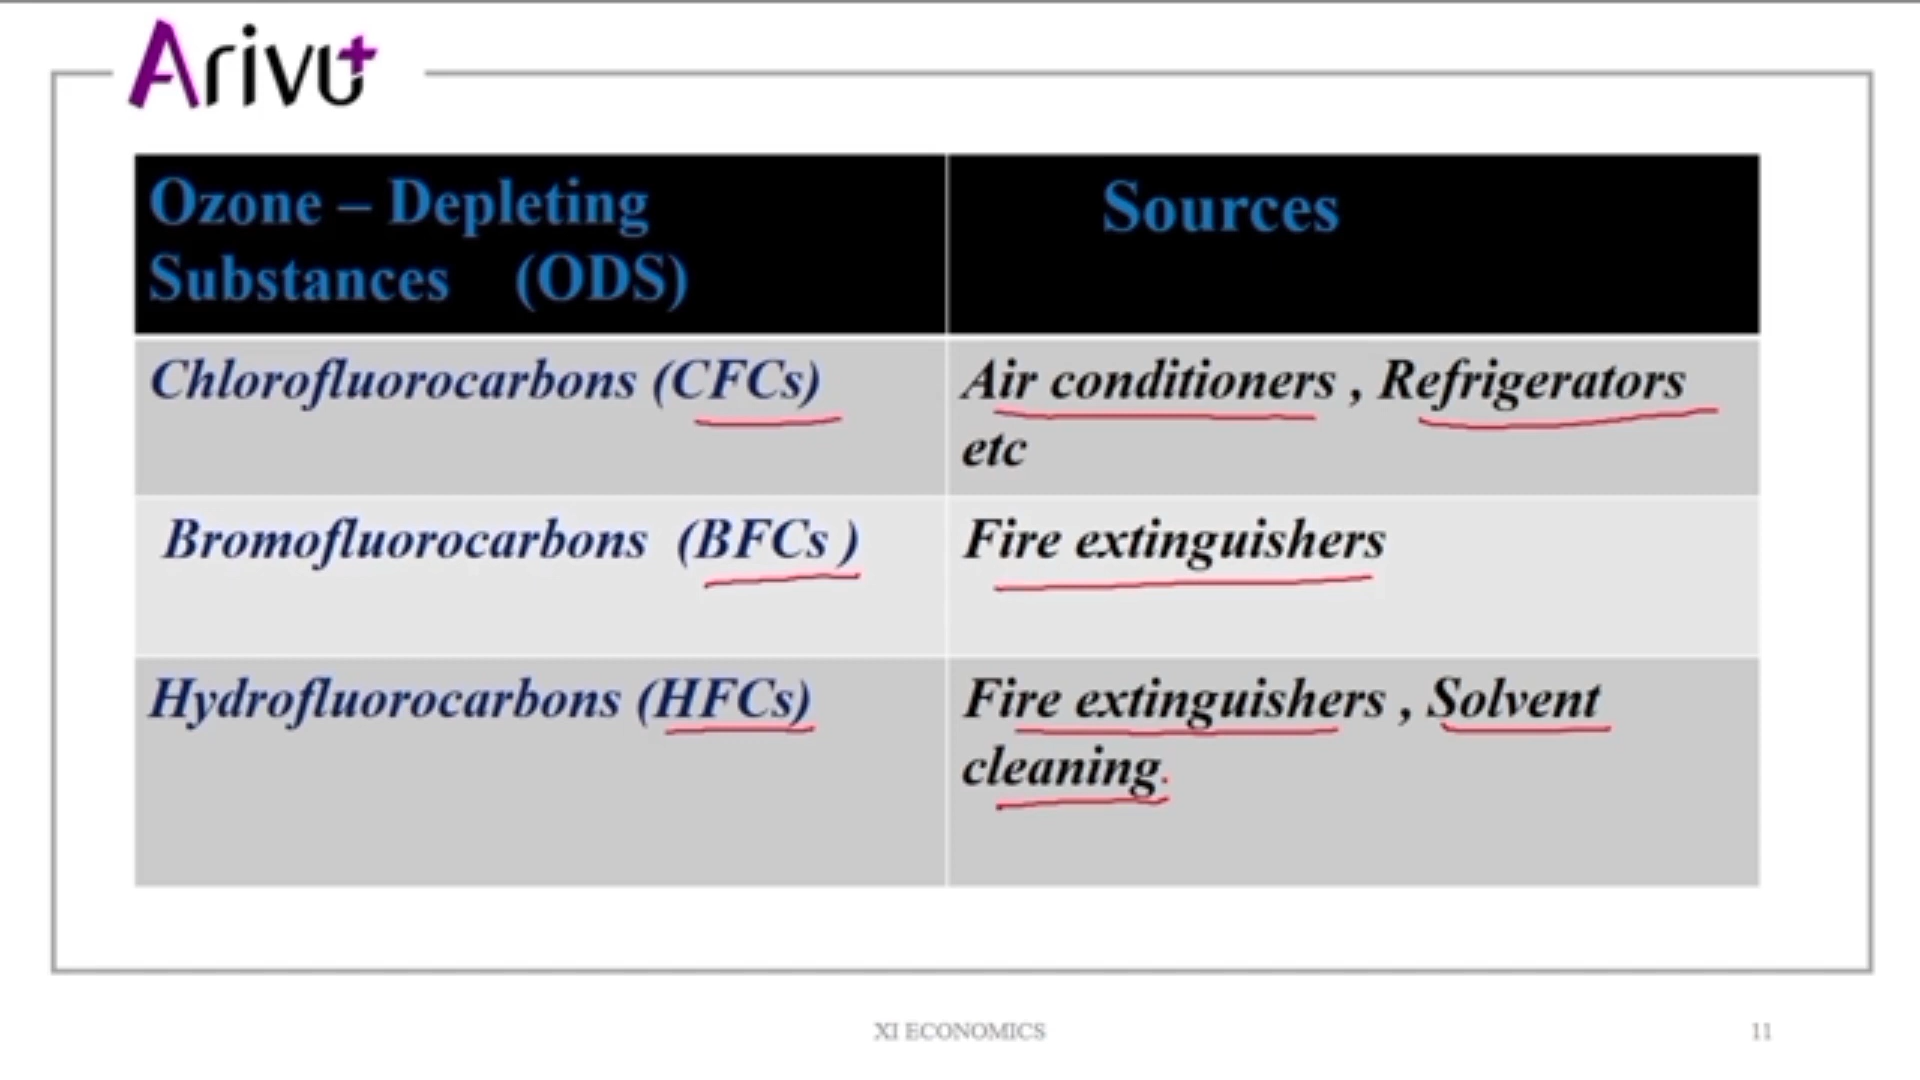 Arivu+
Ozone – Depleting
Substances (ODS)
Sources
Chlorofluorocarbons (CFCs)
Air conditioners , Refrigerators
etc
Bromofluorocarbons (BFCs )
Fire extinguishers
Hydrofluorocarbons (HFCs)
Fire extinguishers , Solvent
cleaning.
XI ECONOMICS
11